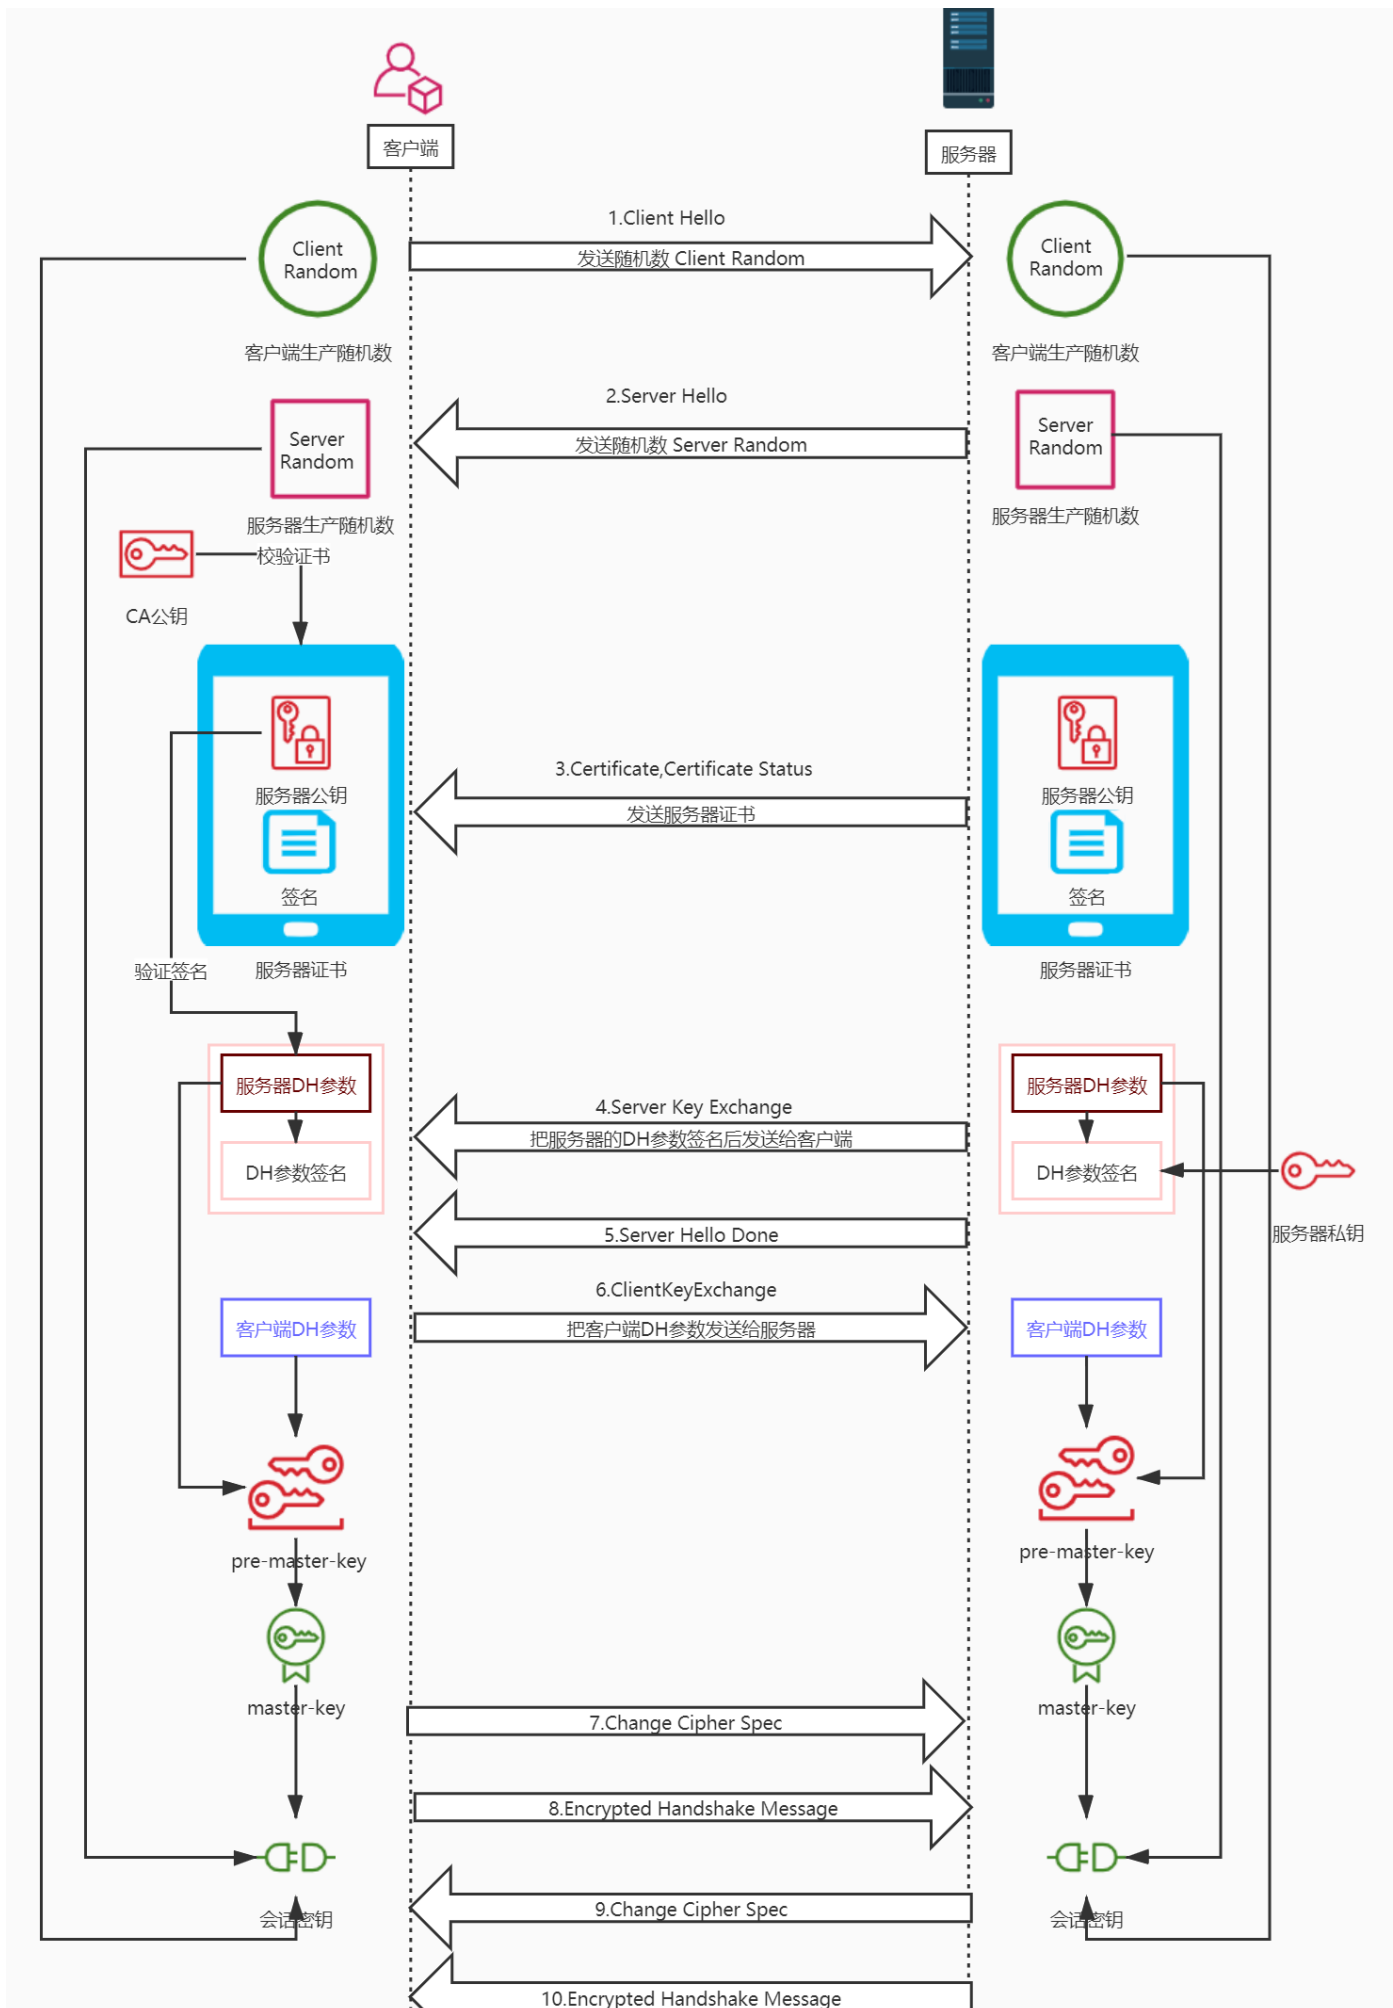 客户端
服务器
1.Client Hello
Client
Random
发送随机数 Client Random
Client
Random
客户端生产随机数
客户端生产随机数
2.Server Hello
Server
Random
发送随机数 Server Random
Server
Random
服务器生产随机数
服务器生产随机数
校验证书
CA公钥
3.Certificate,Certificate Status
服务器公钥
服务器公钥
发送服务器证书
签名
签名
验证签名
服务器证书
服务器证书
服务器DH参数
4.Server Key Exchange
服务器DH参数
把服务器的DH参数签名后发送给客户端
DH参数签名
DH参数签名
5.Server Hello Done
服务器私钥
6.ClientKeyExchange
客户端DH参数
把客户端DH参数发送给服务器
客户端DH参数
pre-master-key
pre-master-key
master-key
master-key
7.Change Cipher Spec
8.Encrypted Handshake Message
9.Change Cipher Spec
会话密钥
会话密钥
10.Encrypted Handshake Message